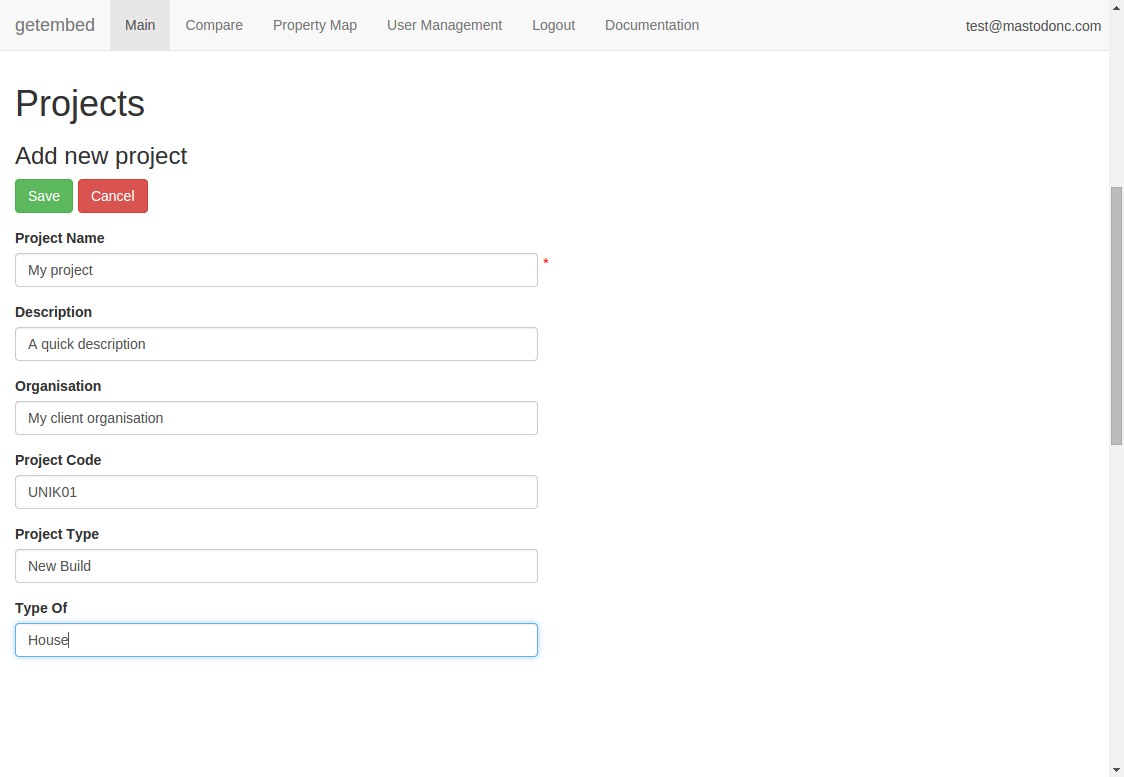 getembed Main Compare Property Map User Management Logout Documentation test@mastodonc.com
Projects
Add new project
Save Cancel
Project Name
My project *
Description
A quick description
Organisation
My client organisation
Project Code
UNIK01
Project Type
New Build
Type Of
House